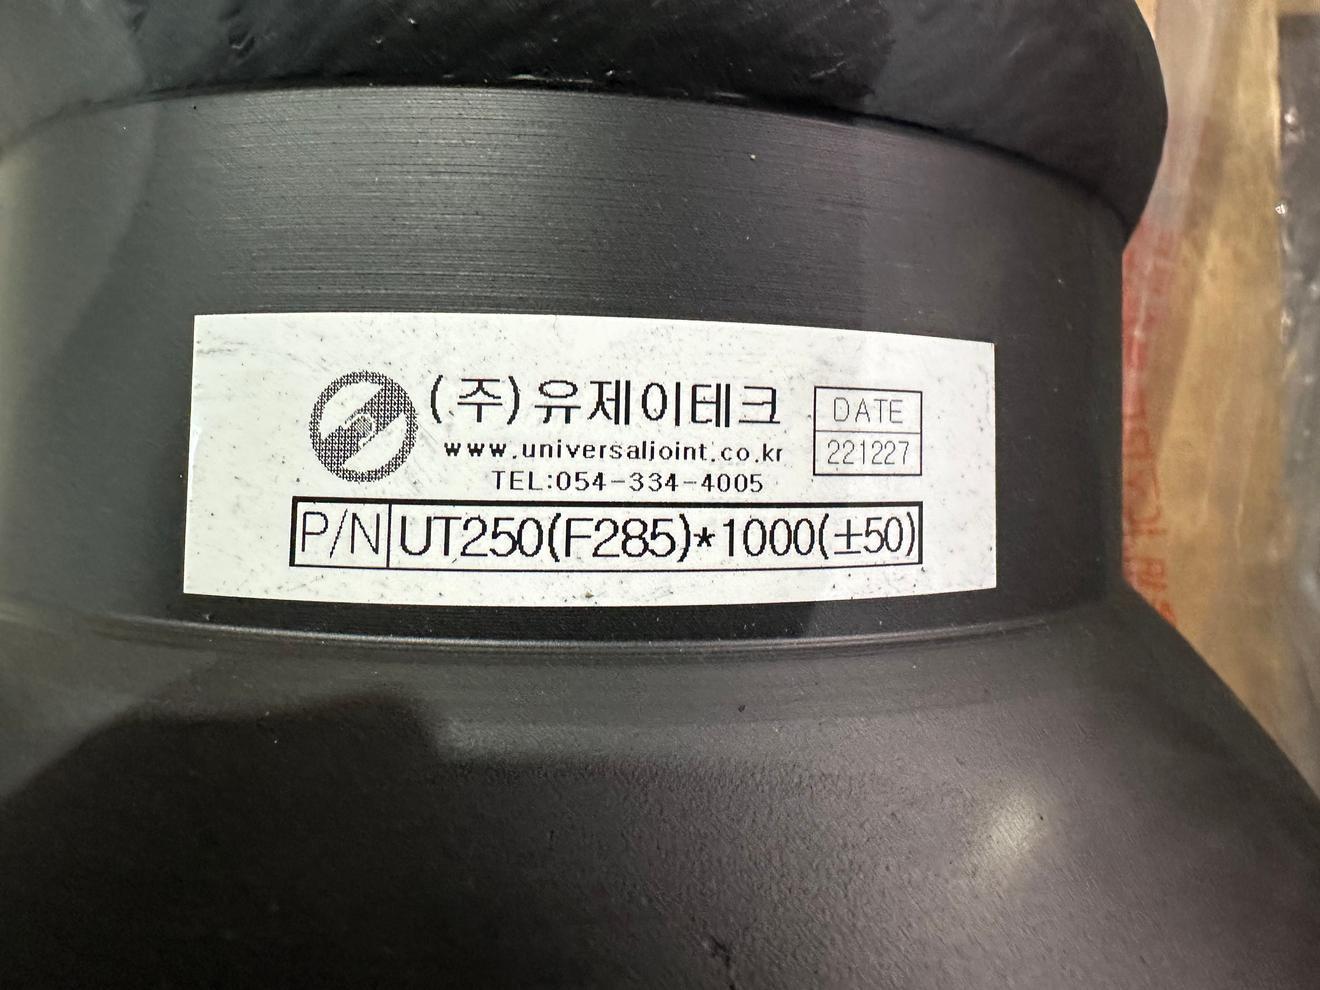 (주)유제이테크
www.universaljoint.co.kr
TEL:054-334-4005
DATE
221227
P/N UT250(F285)*1000(±50)